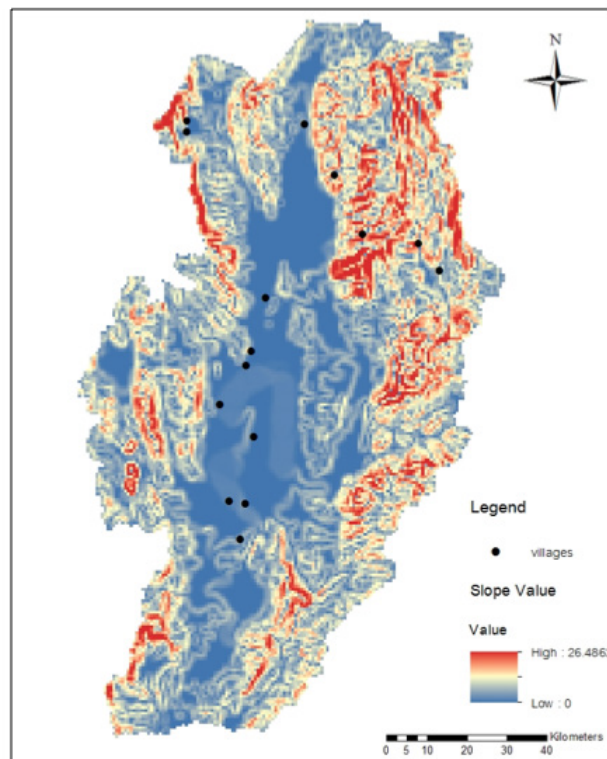 N
Legend
villages
Slope Value
Value
High : 26.486
Low : 0
Kilometers
0 5 10 20 30 40